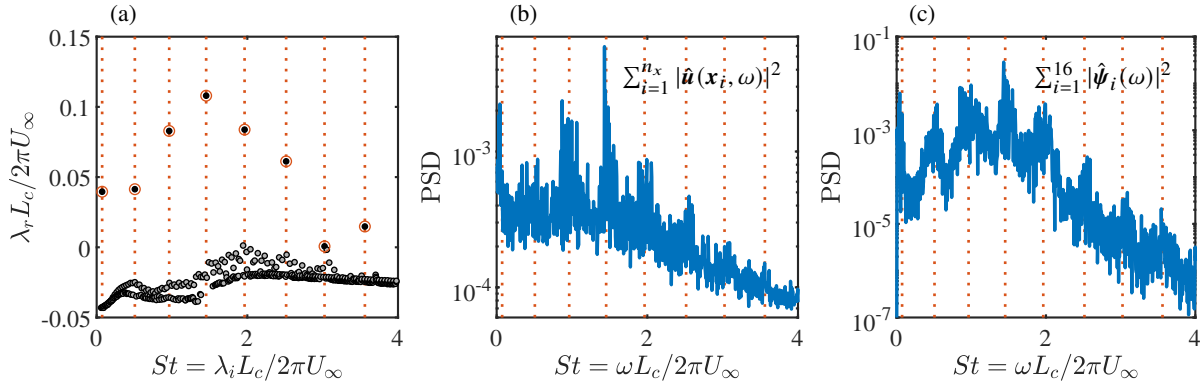 (a)
0.15
0.1
0.05
0
-0.05
λ_r L_c/2πU_∞
0 2 4
St = λ_i L_c/2πU_∞
(b)
∑_{i=1}^{n_x} |û(x_i, ω)|^2
10^{-3}
10^{-4}
PSD
0 2 4
St = ωL_c/2πU_∞
(c)
∑_{i=1}^{16} |ψ̂_i(ω)|^2
10^{-1}
10^{-3}
10^{-5}
10^{-7}
PSD
0 2 4
St = ωL_c/2πU_∞